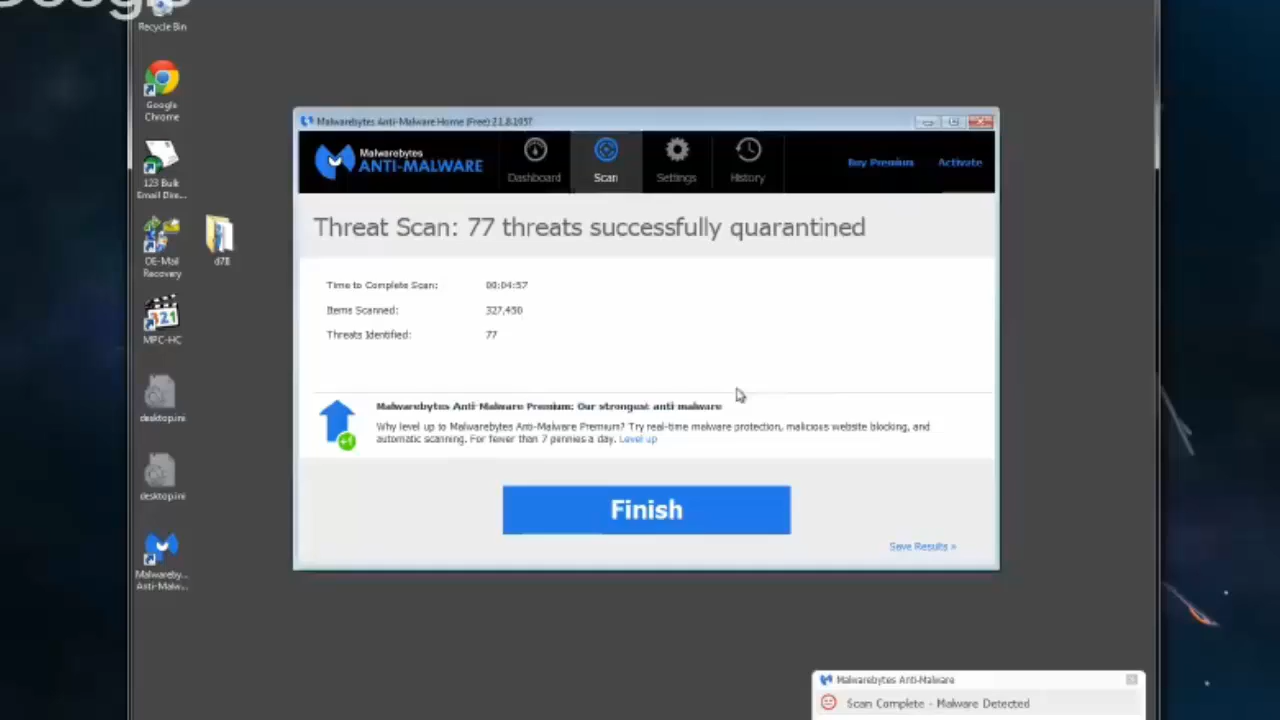 Google
Recycle Bin
Google
Chrome
123 Bulk
Email Dire...
DE-Mail
Recovery
d7II
MPC-HC
desktop.ini
desktop.ini
Malwareby...
Anti-Malw...
Malwarebytes Anti-Malware Home (Free) 2.1.8.1057
Malwarebytes
ANTI-MALWARE
Dashboard
Scan
Settings
History
Buy Premium
Activate
Threat Scan: 77 threats successfully quarantined
Time to Complete Scan: 00:04:57
Items Scanned: 327,450
Threats Identified: 77
Malwarebytes Anti-Malware Premium: Our strongest anti malware
Why level up to Malwarebytes Anti-Malware Premium? Try real-time malware protection, malicious website blocking, and
automatic scanning. For fewer than 7 pennies a day. Level up
+1
Finish
Save Results »
Malwarebytes Anti-Malware
Scan Complete - Malware Detected